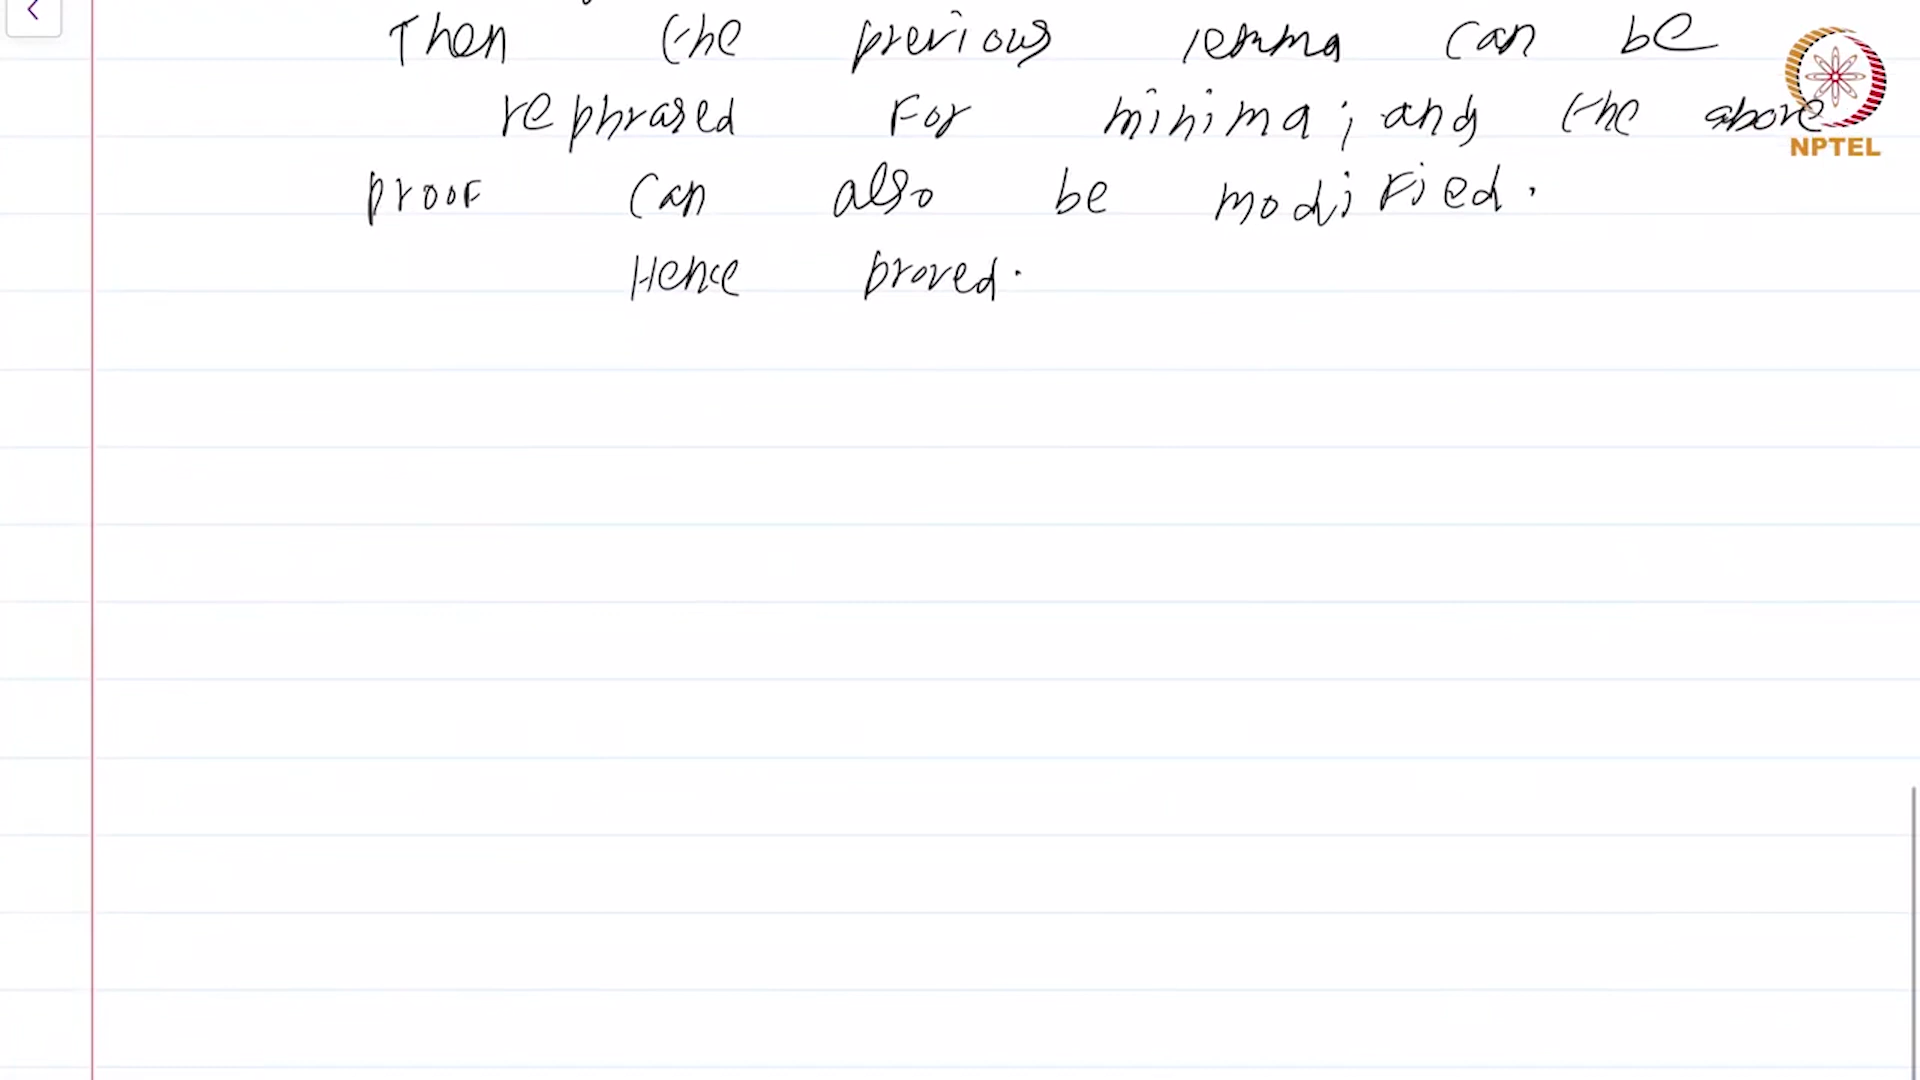 Then the previous lemma can be
rephrased for minima; and the above
proof can also be modified.
Hence proved.
NPTEL